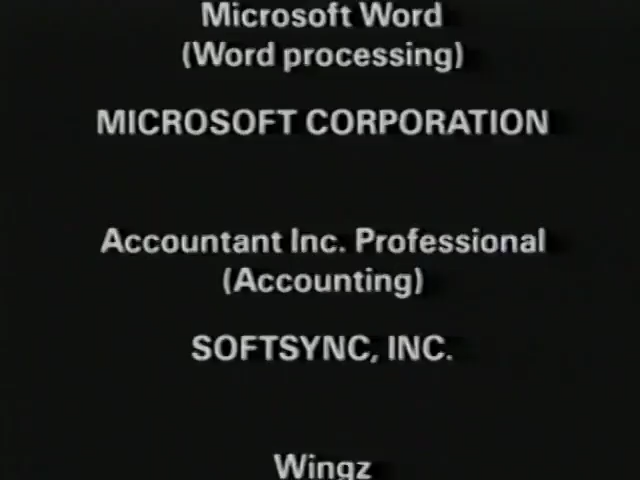 Microsoft Word
(Word processing)
MICROSOFT CORPORATION
Accountant Inc. Professional
(Accounting)
SOFTSYNC, INC.
Wingz